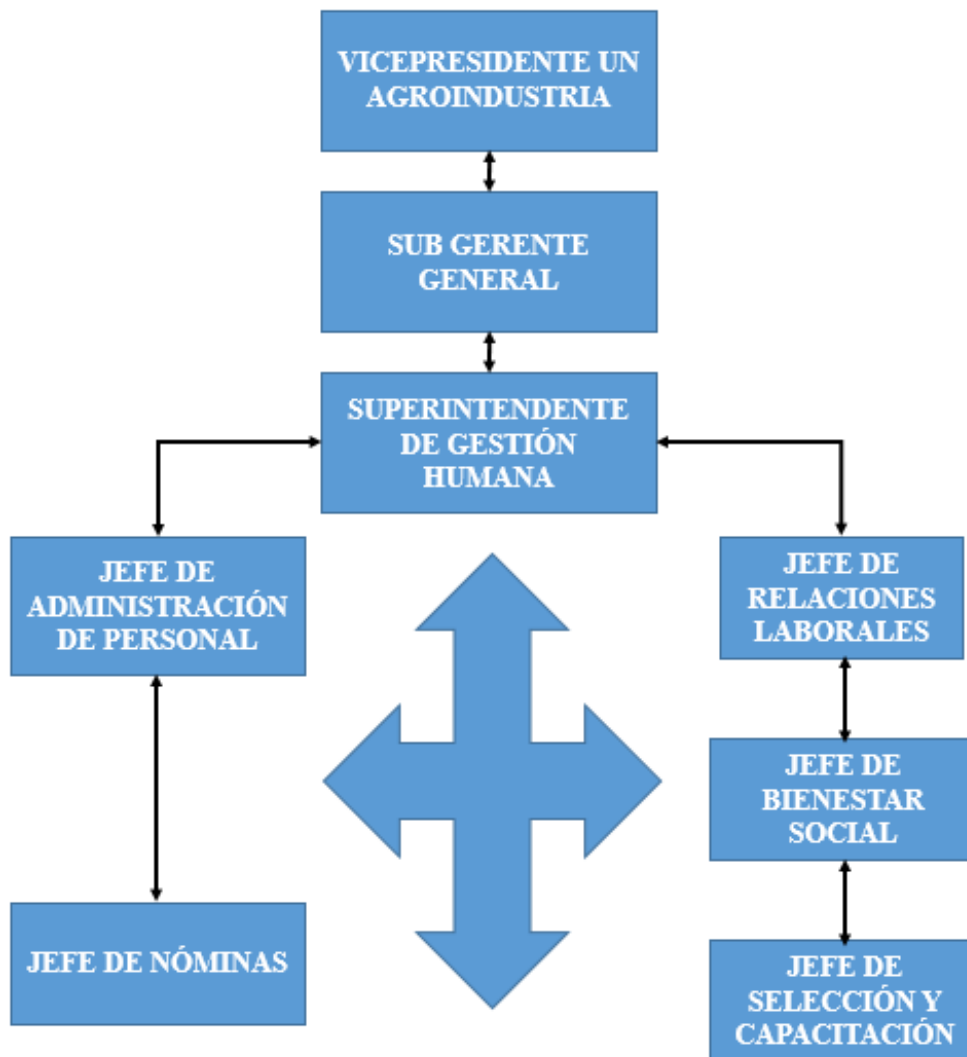 VICEPRESIDENTE UN
AGROINDUSTRIA
SUB GERENTE
GENERAL
SUPERINTENDENTE
DE GESTIÓN
HUMANA
JEFE DE
ADMINISTRACIÓN
DE PERSONAL
JEFE DE
RELACIONES
LABORALES
JEFE DE
BIENESTAR
SOCIAL
JEFE DE NÓMINAS
JEFE DE
SELECCIÓN Y
CAPACITACIÓN